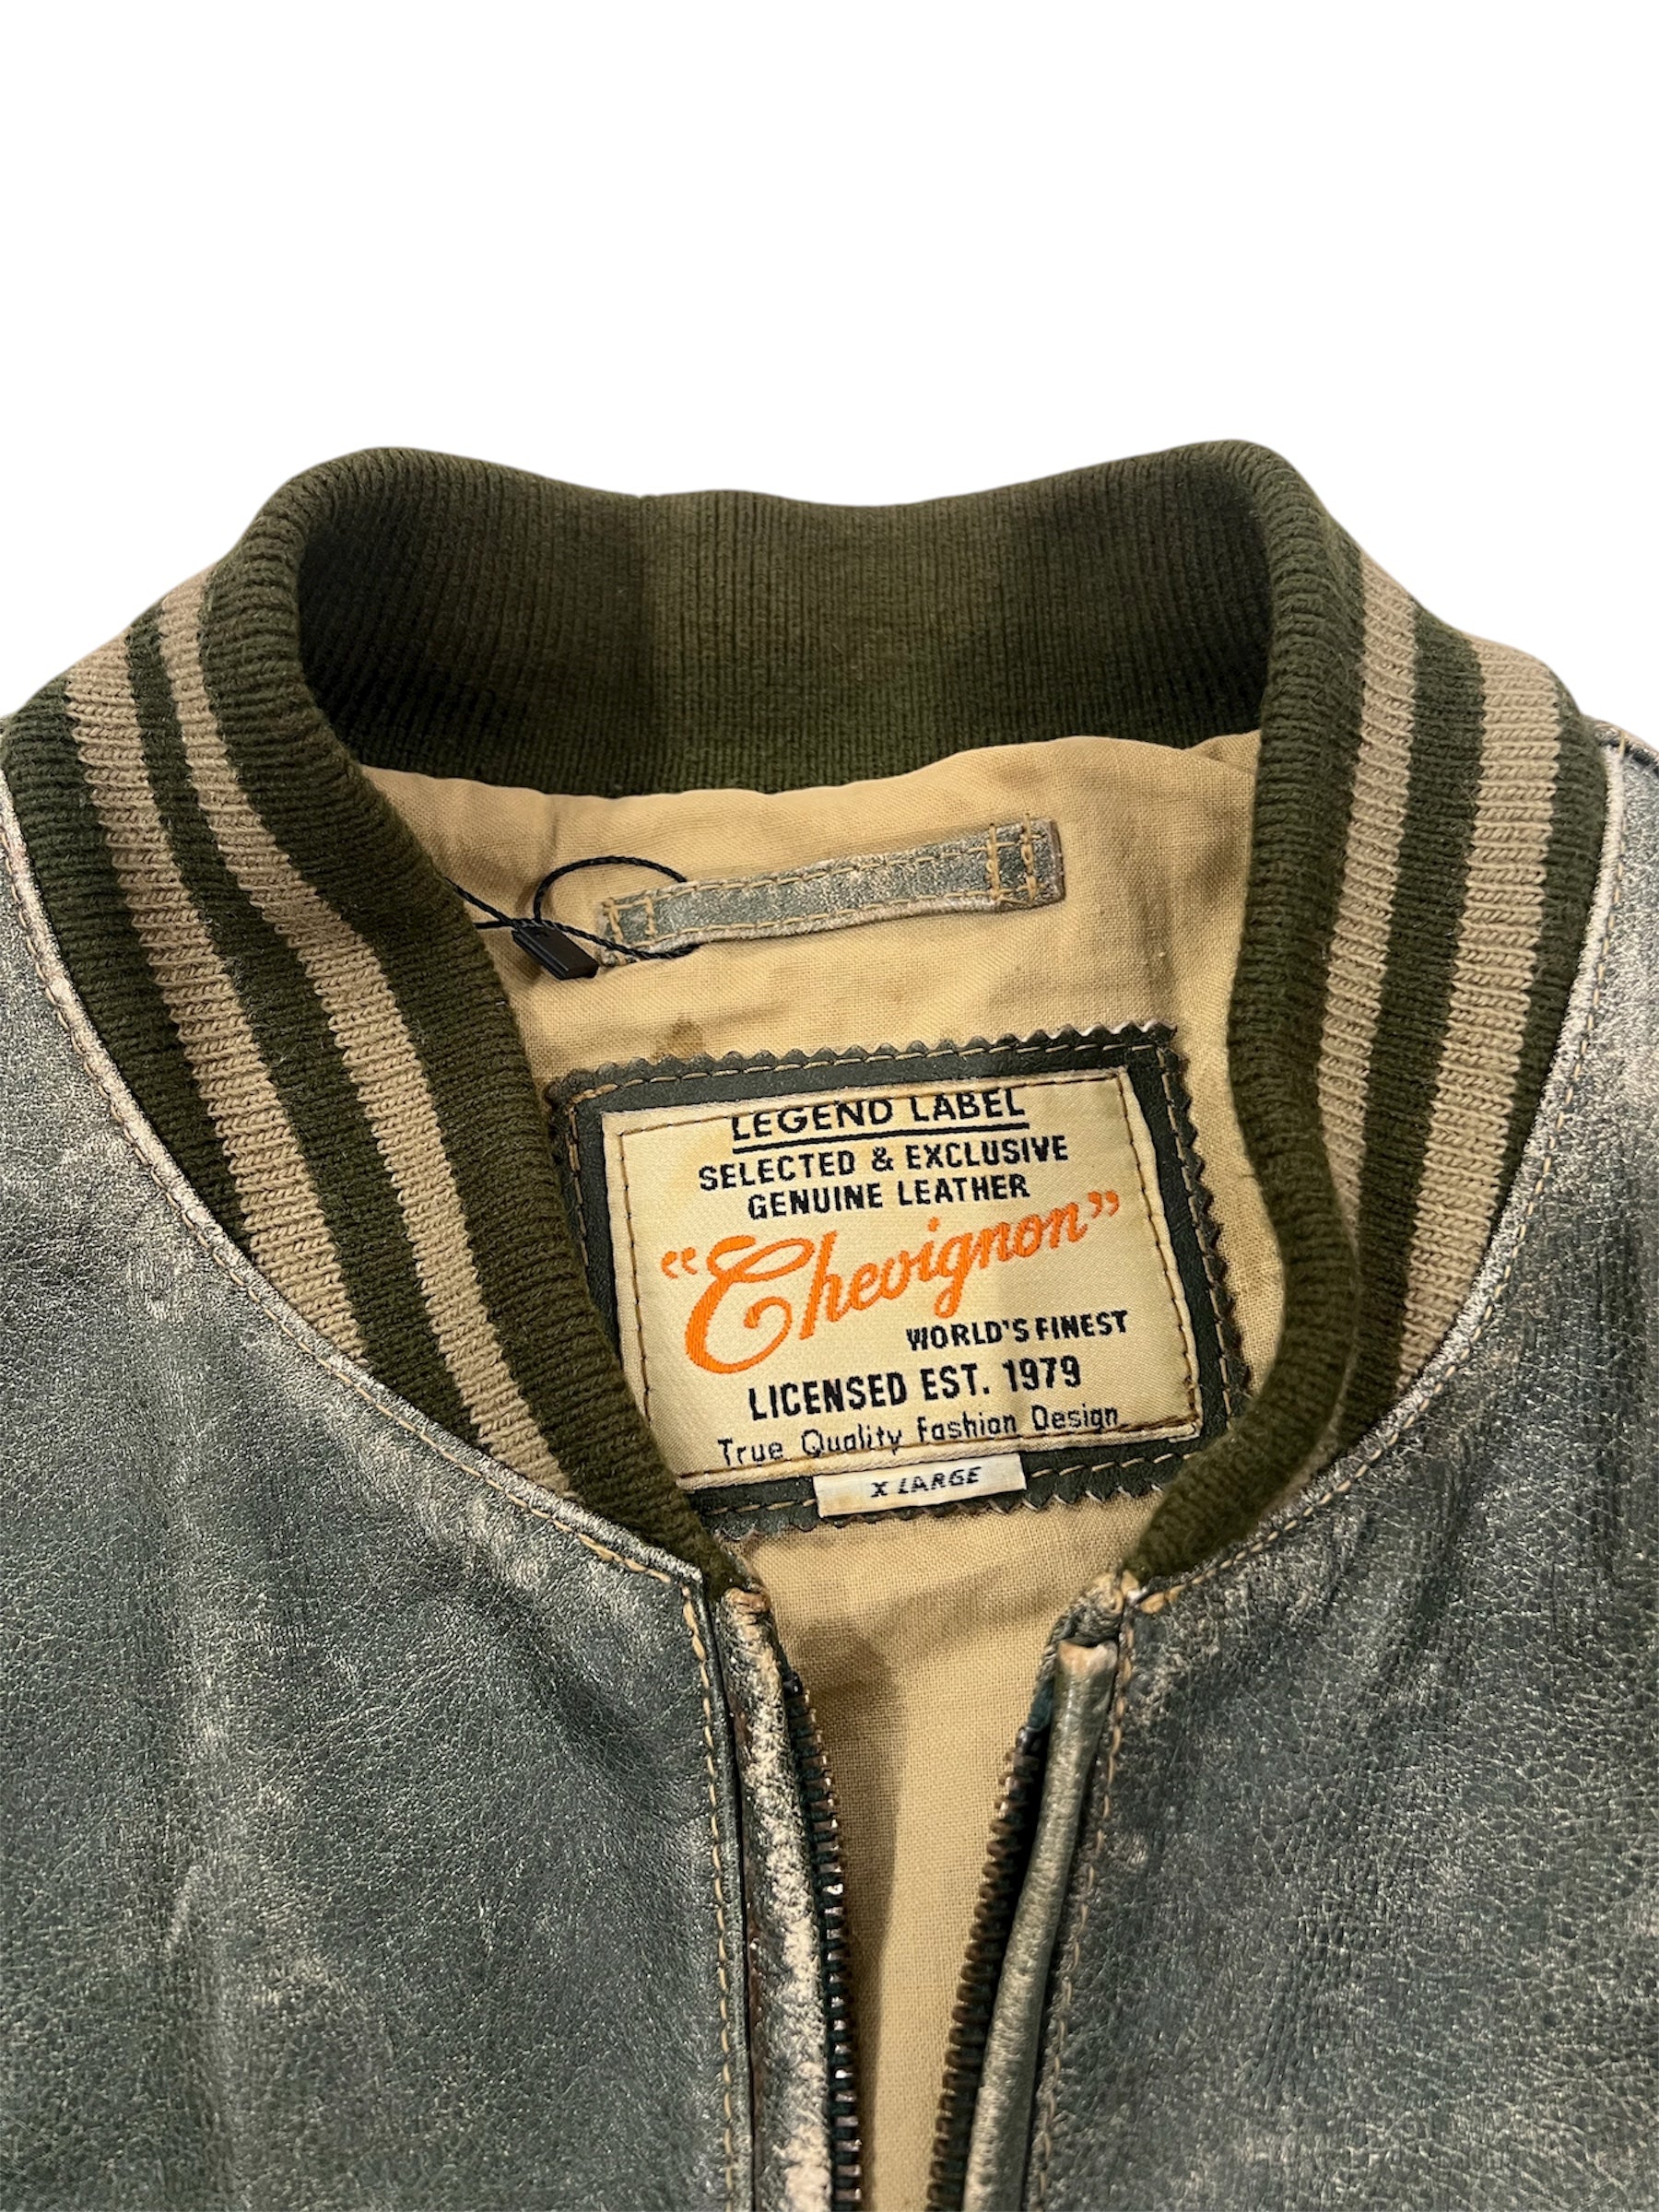 LEGEND LABEL
SELECTED & EXCLUSIVE
GENUINE LEATHER
"Chevignon"
WORLD'S FINEST
LICENSED EST. 1979
True Quality Fashion Design
X LARGE